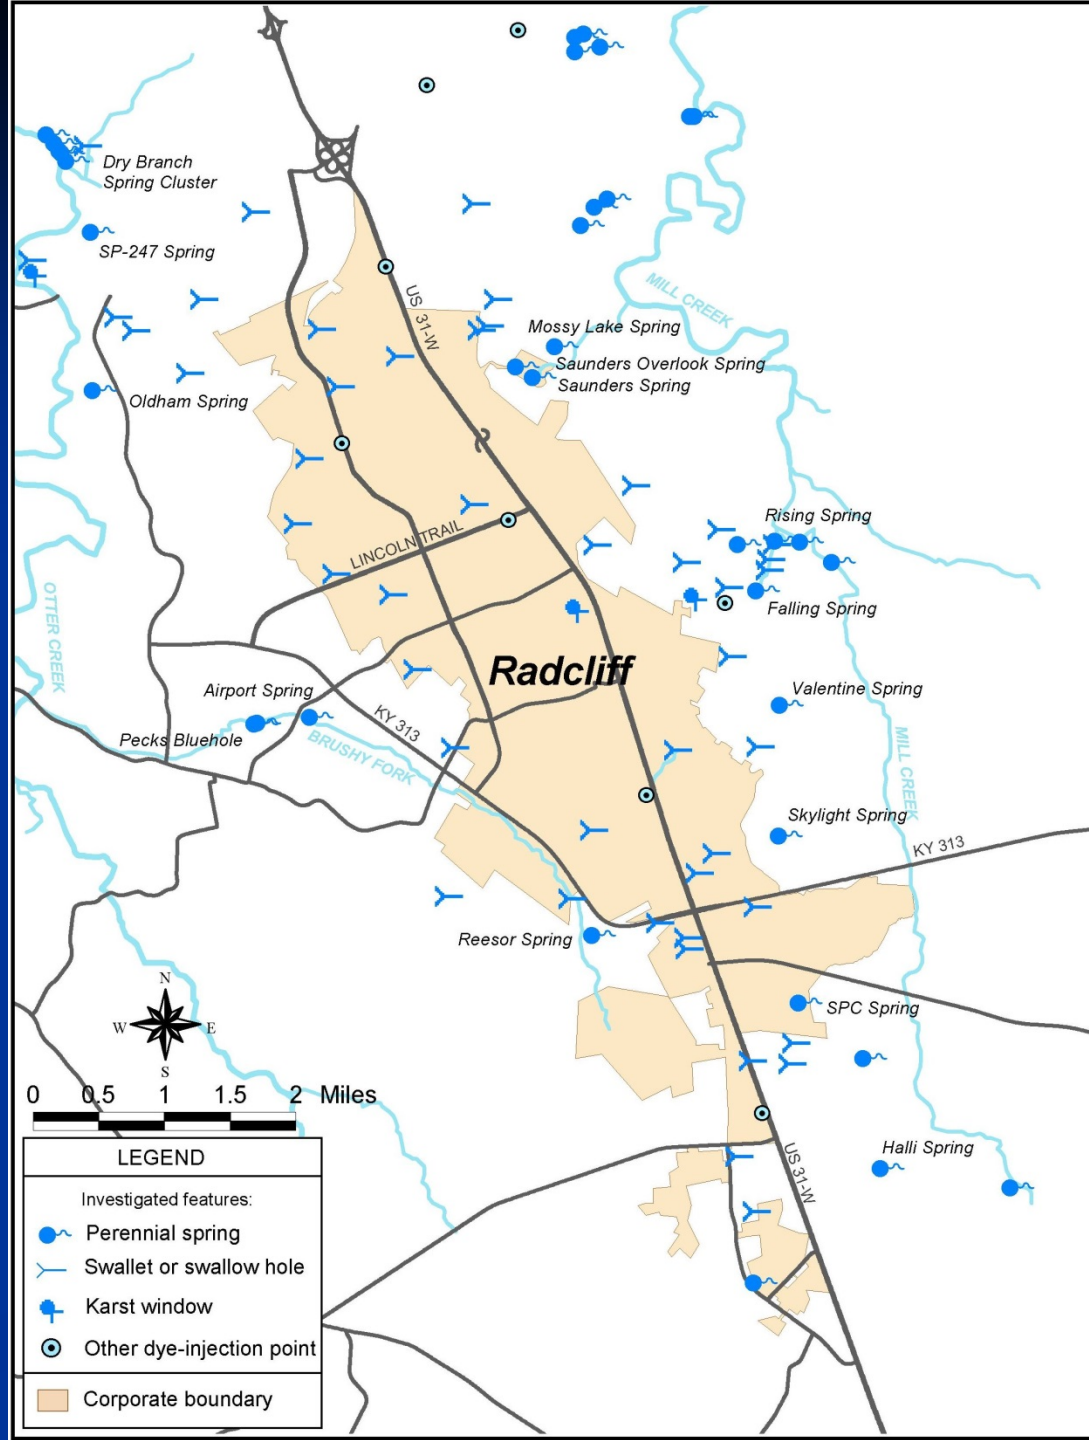 Dry Branch
Spring Cluster
SP-247 Spring
US 31-W
MILL CREEK
Mossy Lake Spring
Saunders Overlook Spring
Saunders Spring
Oldham Spring
Rising Spring
LINCOLN TRAIL
OTTER CREEK
Falling Spring
Radcliff
Airport Spring
Valentine Spring
KY 313
Pecks Bluehole
BRUSHY FORK
MILL CREEK
Skylight Spring
KY 313
Reesor Spring
N
W E
S
SPC Spring
0 0.5 1 1.5 2 Miles
Halli Spring
US 31-W
LEGEND
Investigated features:
Perennial spring
Swallet or swallow hole
Karst window
Other dye-injection point
Corporate boundary